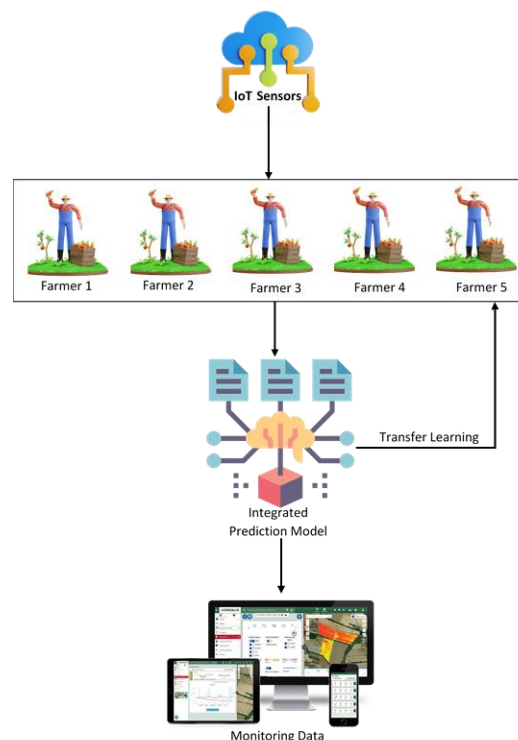 IoT Sensors
Farmer 1
Farmer 2
Farmer 3
Farmer 4
Farmer 5
Transfer Learning
Integrated
Prediction Model
Monitoring Data